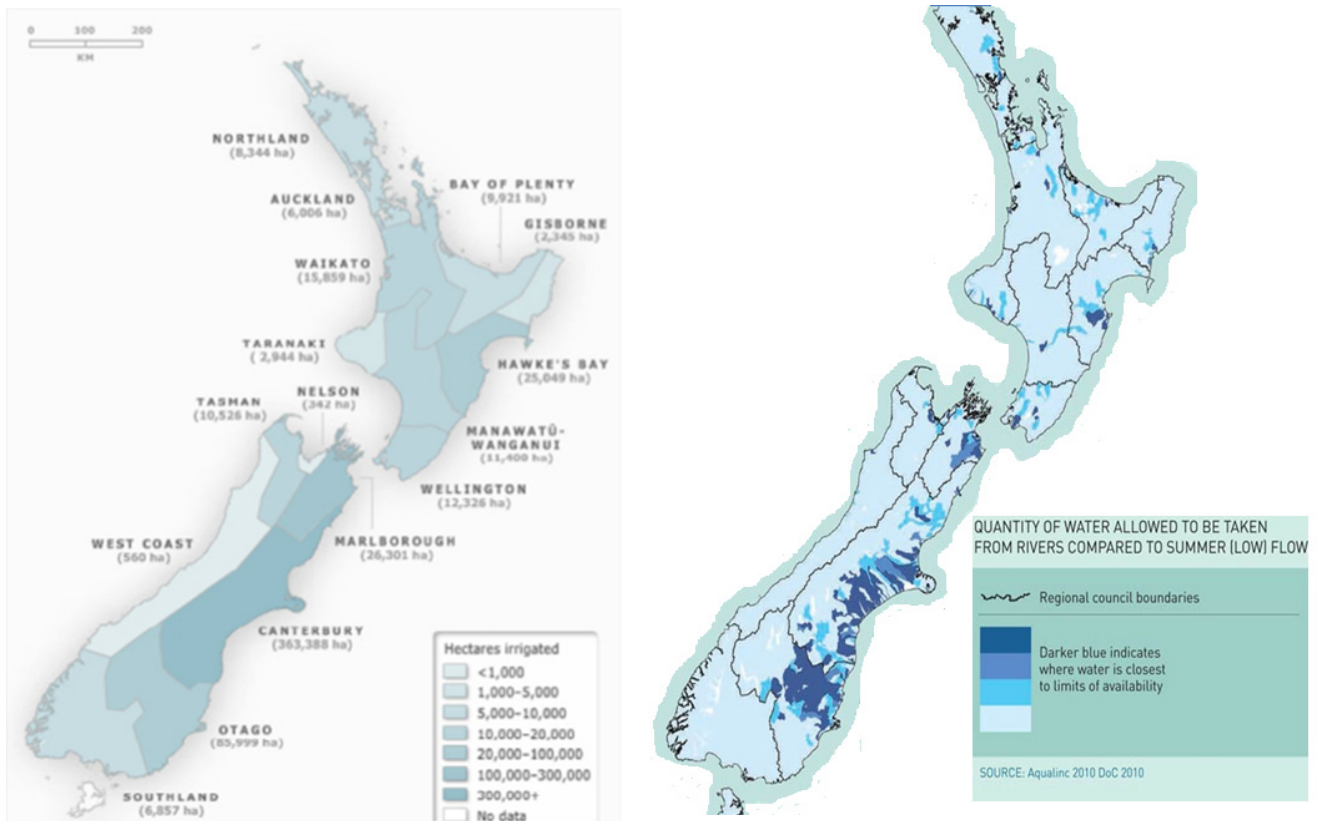 0 100 200
KM
NORTHLAND
(8,344 ha)
AUCKLAND
(6,006 ha)
BAY OF PLENTY
(9,921 ha)
GISBORNE
(2,345 ha)
WAIKATO
(15,859 ha)
TARANAKI
( 2,944 ha)
HAWKE'S BAY
(25,049 ha)
NELSON
(342 ha)
TASMAN
(10,526 ha)
MANAWATŪ-
WANGANUI
(11,400 ha)
WELLINGTON
(12,326 ha)
WEST COAST
(560 ha)
MARLBOROUGH
(26,301 ha)
CANTERBURY
(363,388 ha)
OTAGO
(85,999 ha)
SOUTHLAND
(6,857 ha)
Hectares irrigated
<1,000
1,000-5,000
5,000-10,000
10,000-20,000
20,000-100,000
100,000-300,000
300,000+
No data
QUANTITY OF WATER ALLOWED TO BE TAKEN
FROM RIVERS COMPARED TO SUMMER (LOW) FLOW
Regional council boundaries
Darker blue indicates
where water is closest
to limits of availability
SOURCE: Aqualinc 2010 DoC 2010